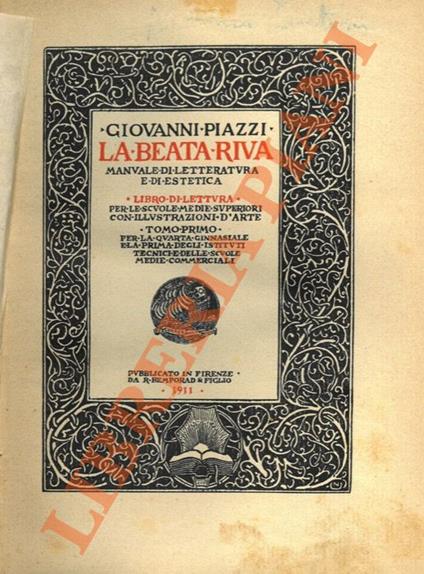 ·GIOVANNI·PIAZZI·
LA·BEATA·RIVA
MANVALE·DI·LETTERATVRA
E·DI·ESTETICA
·LIBRO·DI·LETTVRA·
PER·LE·SCVOLE·MEDIE·SVPERIORI
CON·ILLVSTRAZIONI·D'ARTE
·TOMO·PRIMO·
PER·LA·QVARTA·GINNASIALE
E·LA·PRIMA·DEGLI·ISTITVTI
TECNICI·E·DELLE·SCVOLE
MEDIE·COMMERCIALI
PVBBLICATO IN FIRENZE·
DA R·BEMPORAD & FIGLIO
·1911·
LIBRERIA PIANI